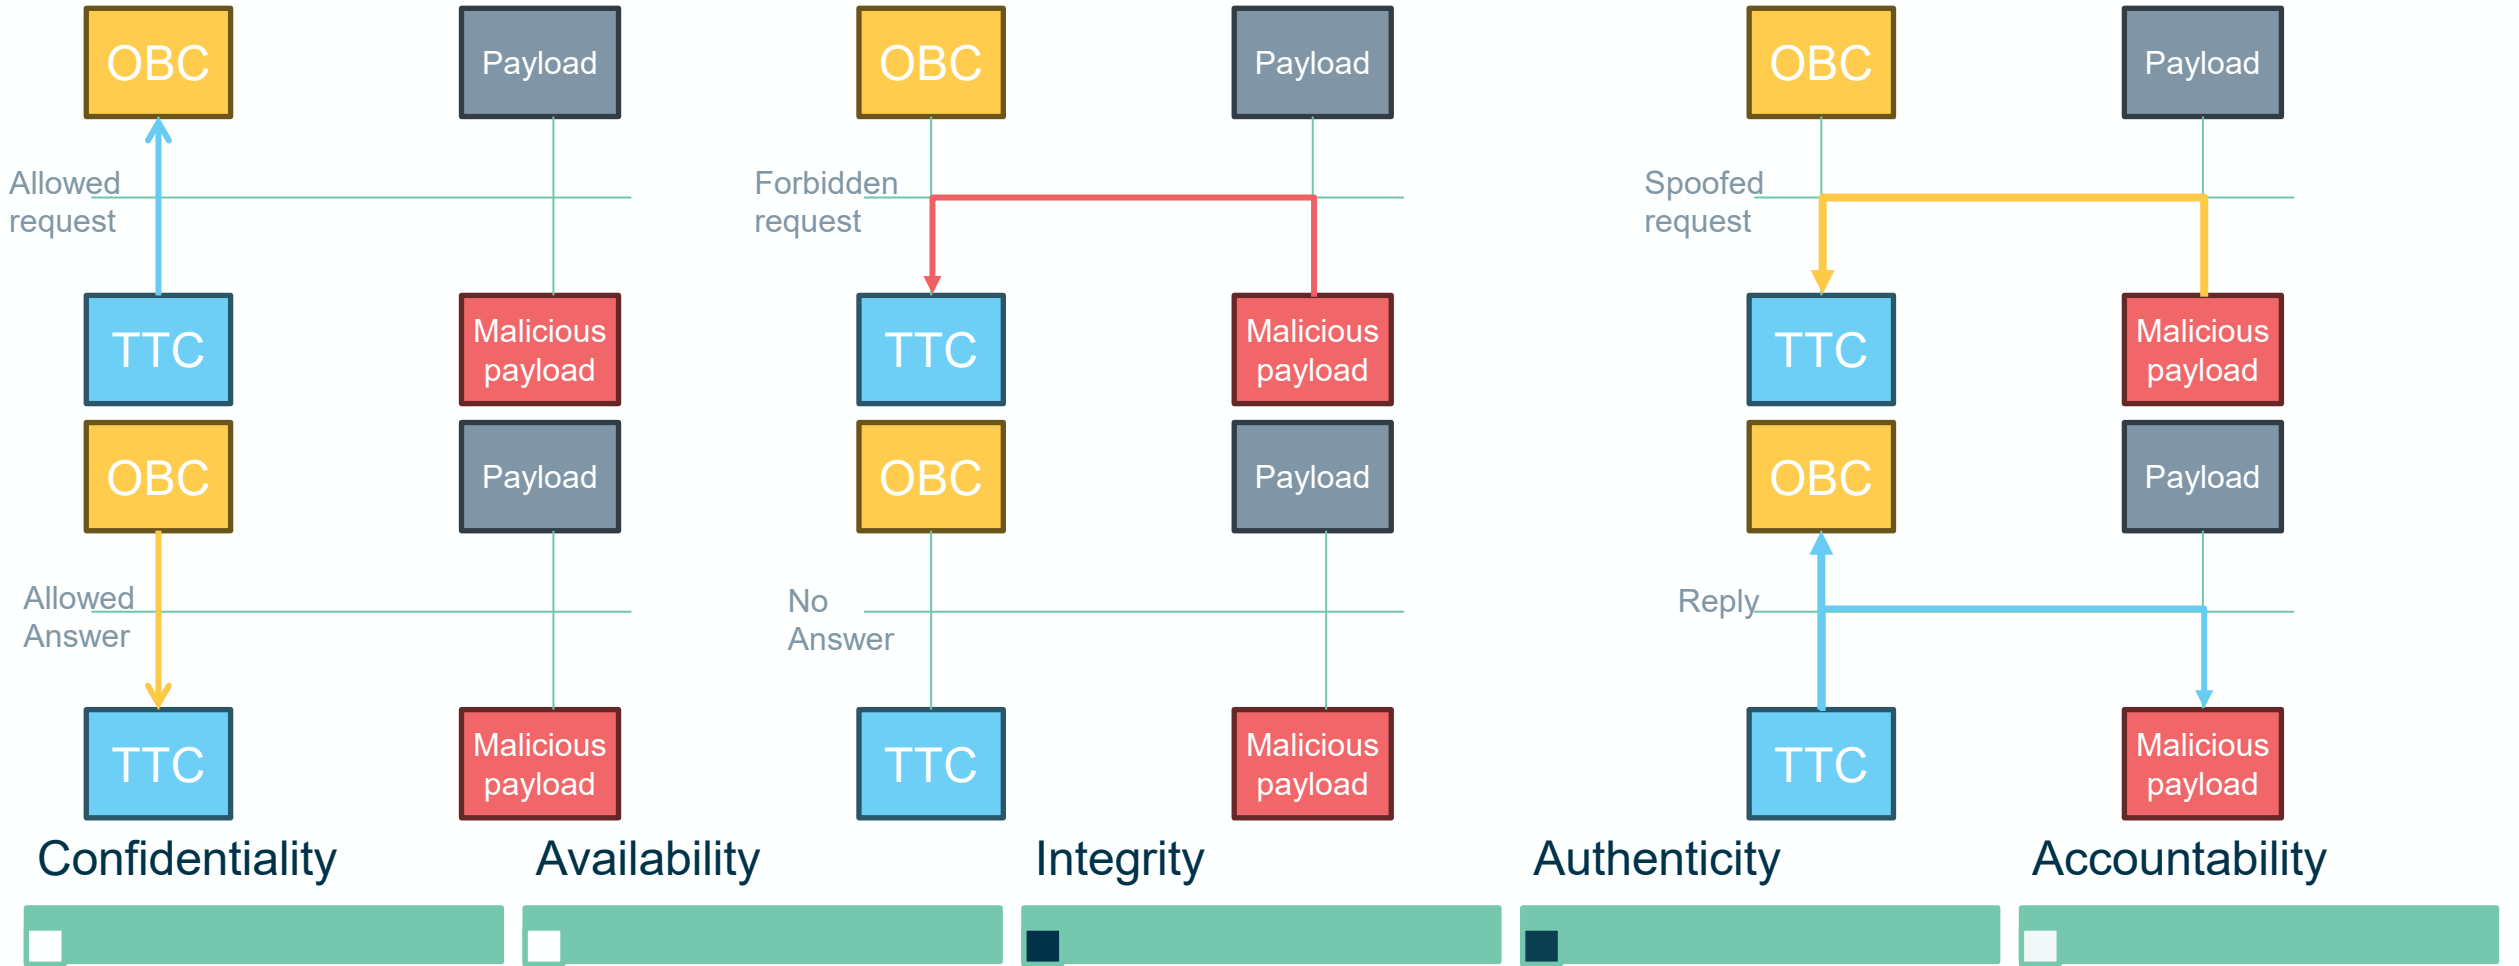 OBC
Payload
Allowed
request
TTC
Malicious
payload
OBC
Payload
Forbidden
request
TTC
Malicious
payload
OBC
Payload
Spoofed
request
TTC
Malicious
payload
OBC
Payload
Allowed
Answer
TTC
Malicious
payload
OBC
Payload
No
Answer
TTC
Malicious
payload
OBC
Payload
Reply
TTC
Malicious
payload
Confidentiality
Availability
Integrity
Authenticity
Accountability